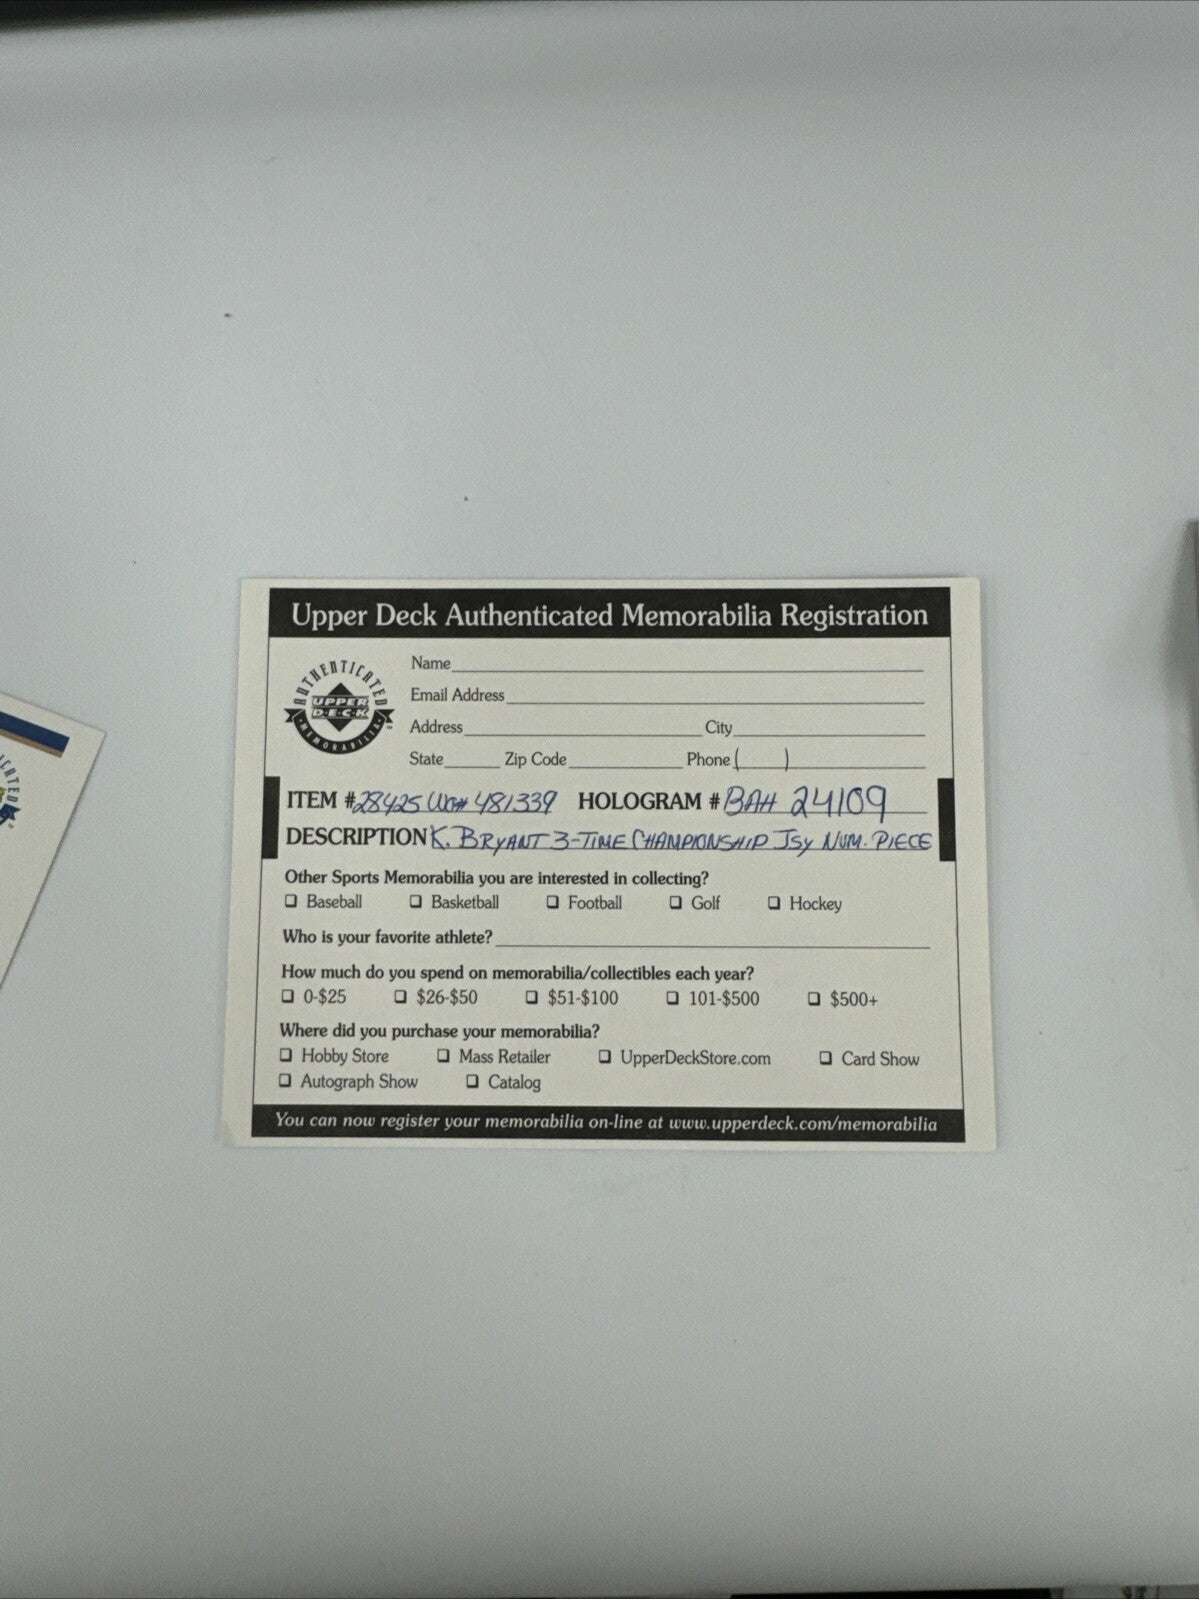 Upper Deck Authenticated Memorabilia Registration
AUTHENTICATED
UPPER
D·E·C·K
MEMORABILIA
Name
Email Address
Address City
State Zip Code Phone ( )
ITEM #28425 WO# 481339 HOLOGRAM # BAH 24109
DESCRIPTION K. BRYANT 3-TIME CHAMPIONSHIP JSY NUM. PIECE
Other Sports Memorabilia you are interested in collecting?
❑ Baseball ❑ Basketball ❑ Football ❑ Golf ❑ Hockey
Who is your favorite athlete?
How much do you spend on memorabilia/collectibles each year?
❑ 0-$25 ❑ $26-$50 ❑ $51-$100 ❑ 101-$500 ❑ $500+
Where did you purchase your memorabilia?
❑ Hobby Store ❑ Mass Retailer ❑ UpperDeckStore.com ❑ Card Show
❑ Autograph Show ❑ Catalog
You can now register your memorabilia on-line at www.upperdeck.com/memorabilia